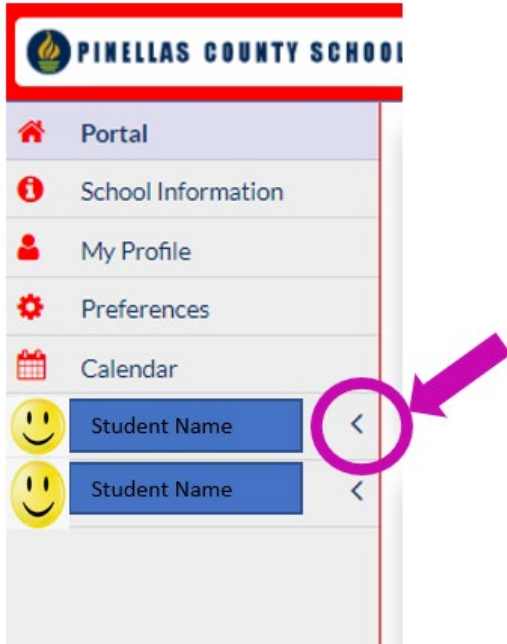 PINELLAS COUNTY SCHOOL
Portal
School Information
My Profile
Preferences
Calendar
Student Name
Student Name